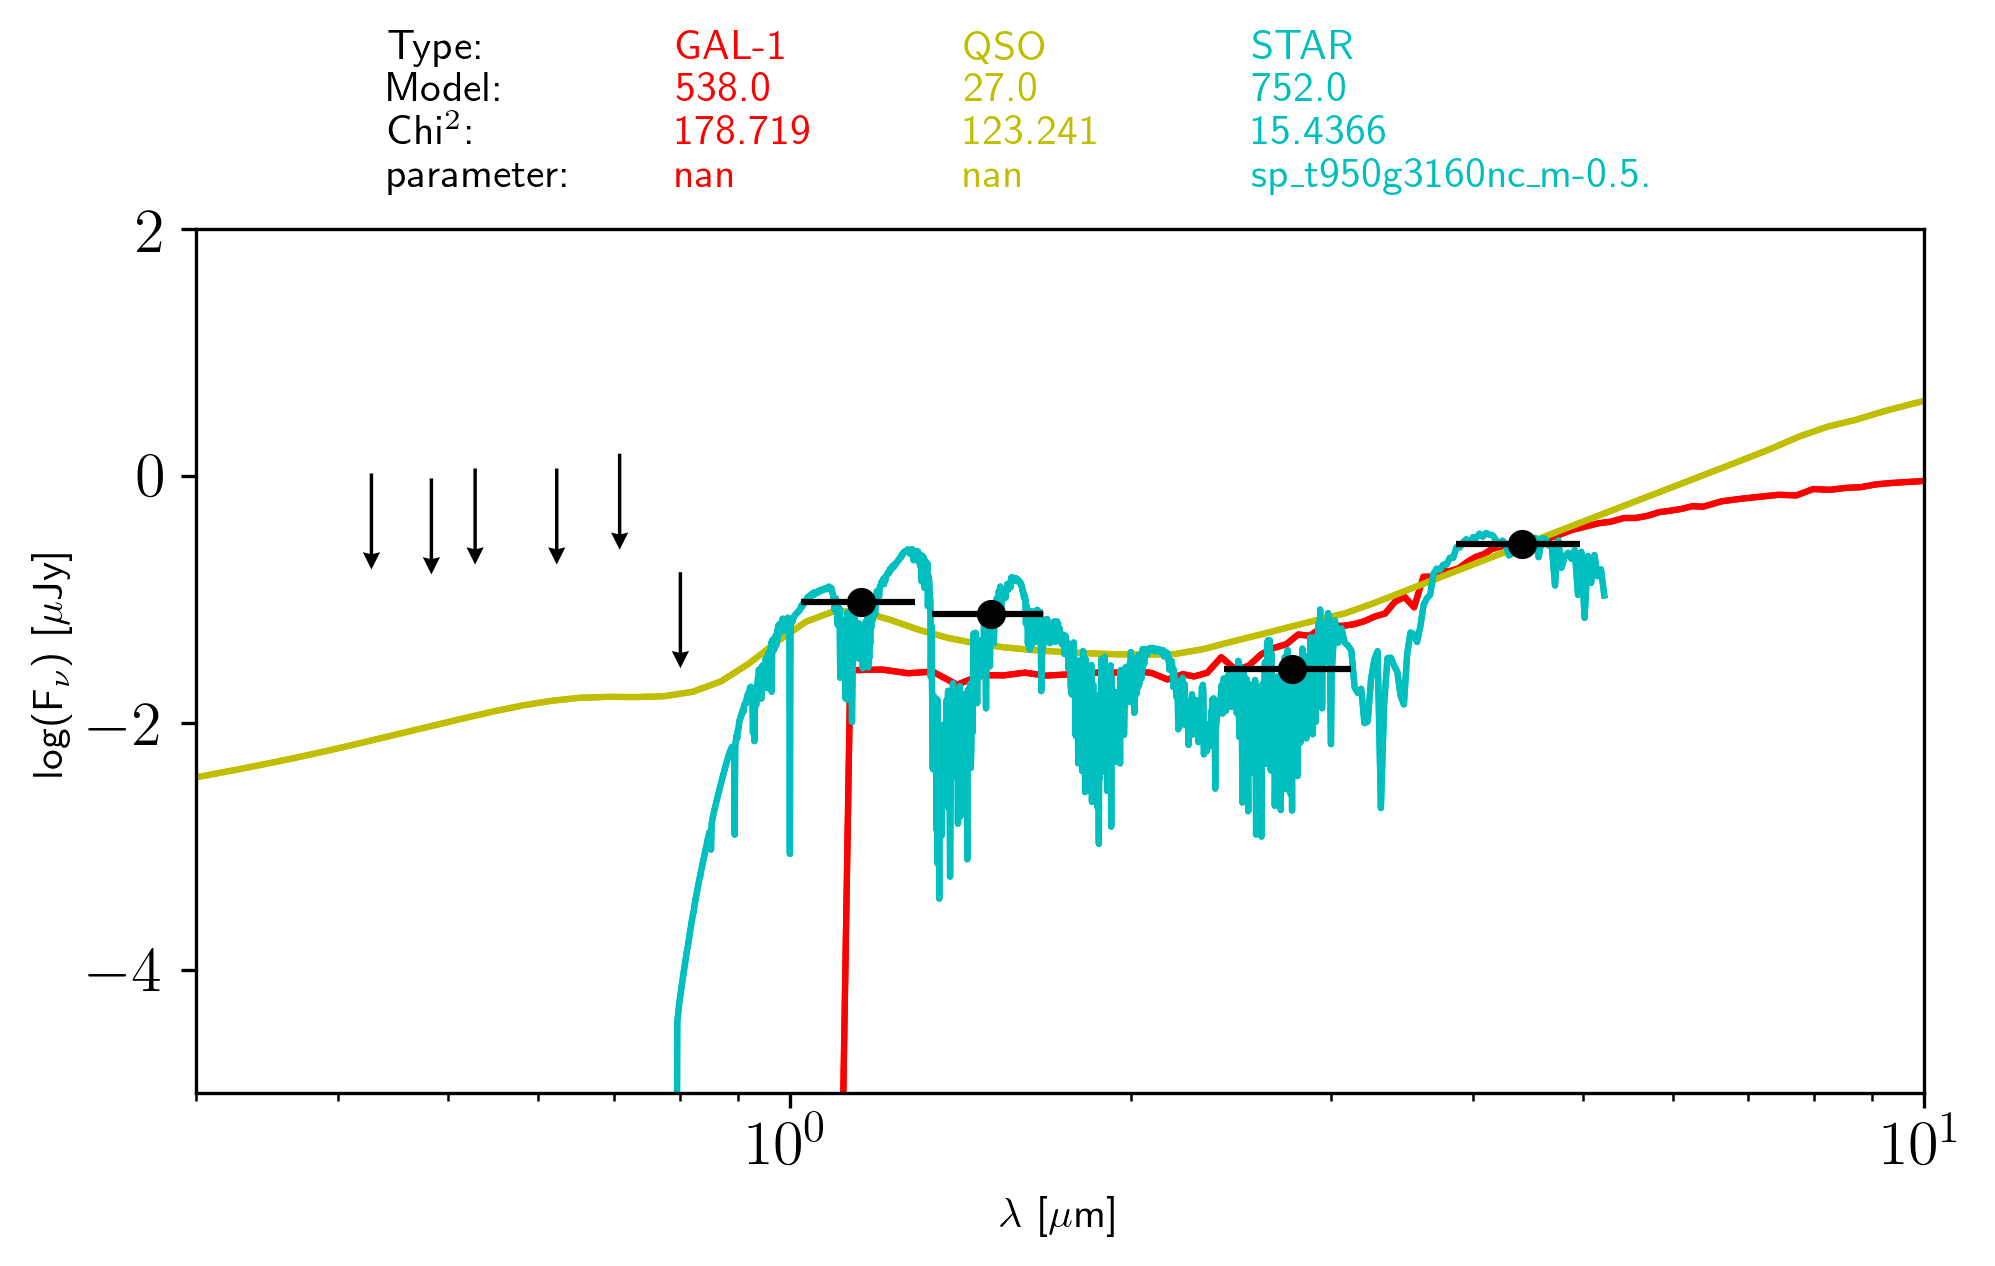 Type: GAL-1 QSO STAR
Model: 538.0 27.0 752.0
Chi²: 178.719 123.241 15.4366
parameter: nan nan sp_t950g3160nc_m-0.5.
2
0
−2
−4
log(Fν) [μJy]
10⁰ 10¹
λ [μm]